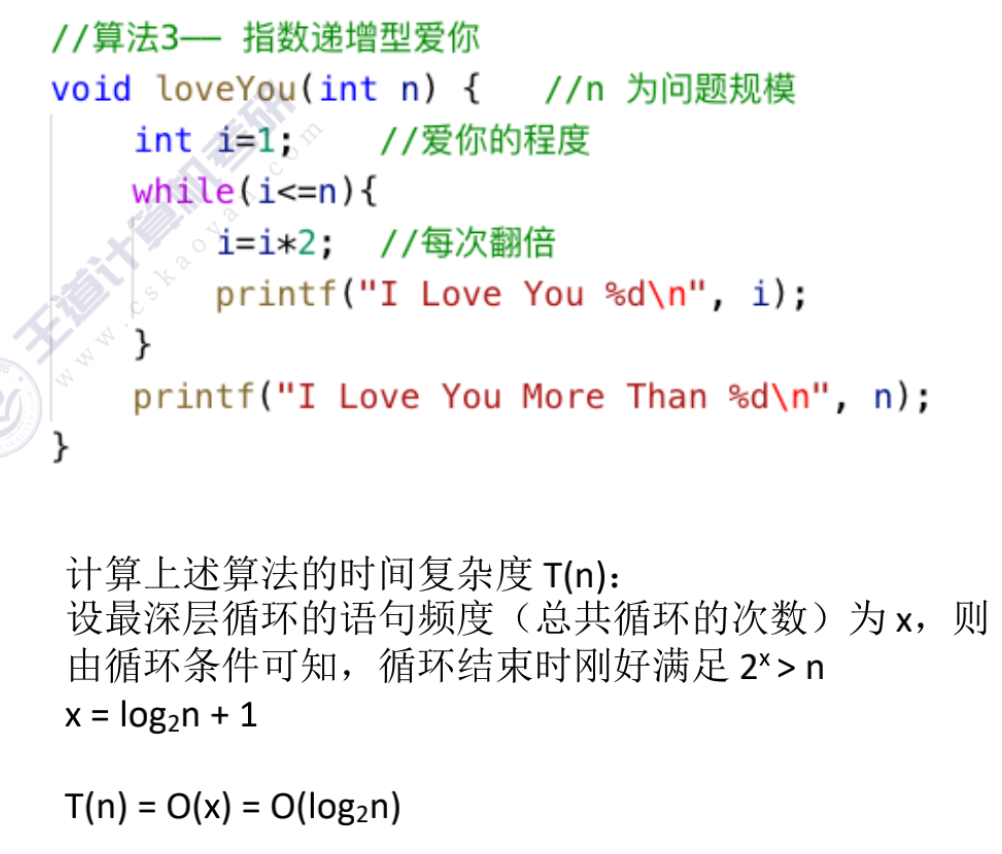 //算法3—— 指数递增型爱你
void loveYou(int n) {   //n 为问题规模
    int i=1;    //爱你的程度
    while(i<=n){
        i=i*2;  //每次翻倍
        printf("I Love You %d\n", i);
    }
    printf("I Love You More Than %d\n", n);
}
王道计算机考研
www.cskaoyan.com
计算上述算法的时间复杂度 T(n)：
设最深层循环的语句频度（总共循环的次数）为 x，则
由循环条件可知，循环结束时刚好满足 2ˣ > n
x = log₂n + 1
T(n) = O(x) = O(log₂n)